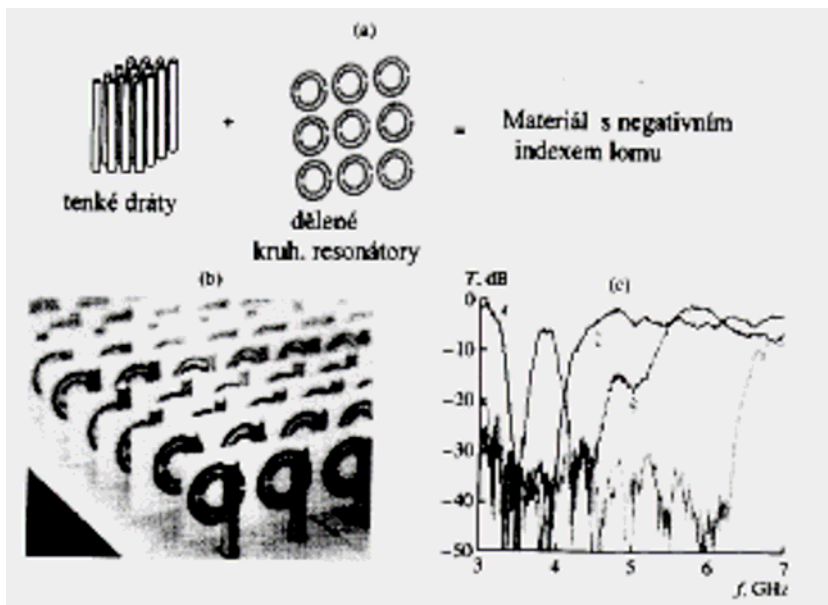 (a)
+
=
Materiál s negativním
indexem lomu
tenké dráty
dělené
kruh. resonátory
(b)
(c)
T, dB
0
4
-10
-20
-30
-40
-50
3
4
5
6
7
f, GHz